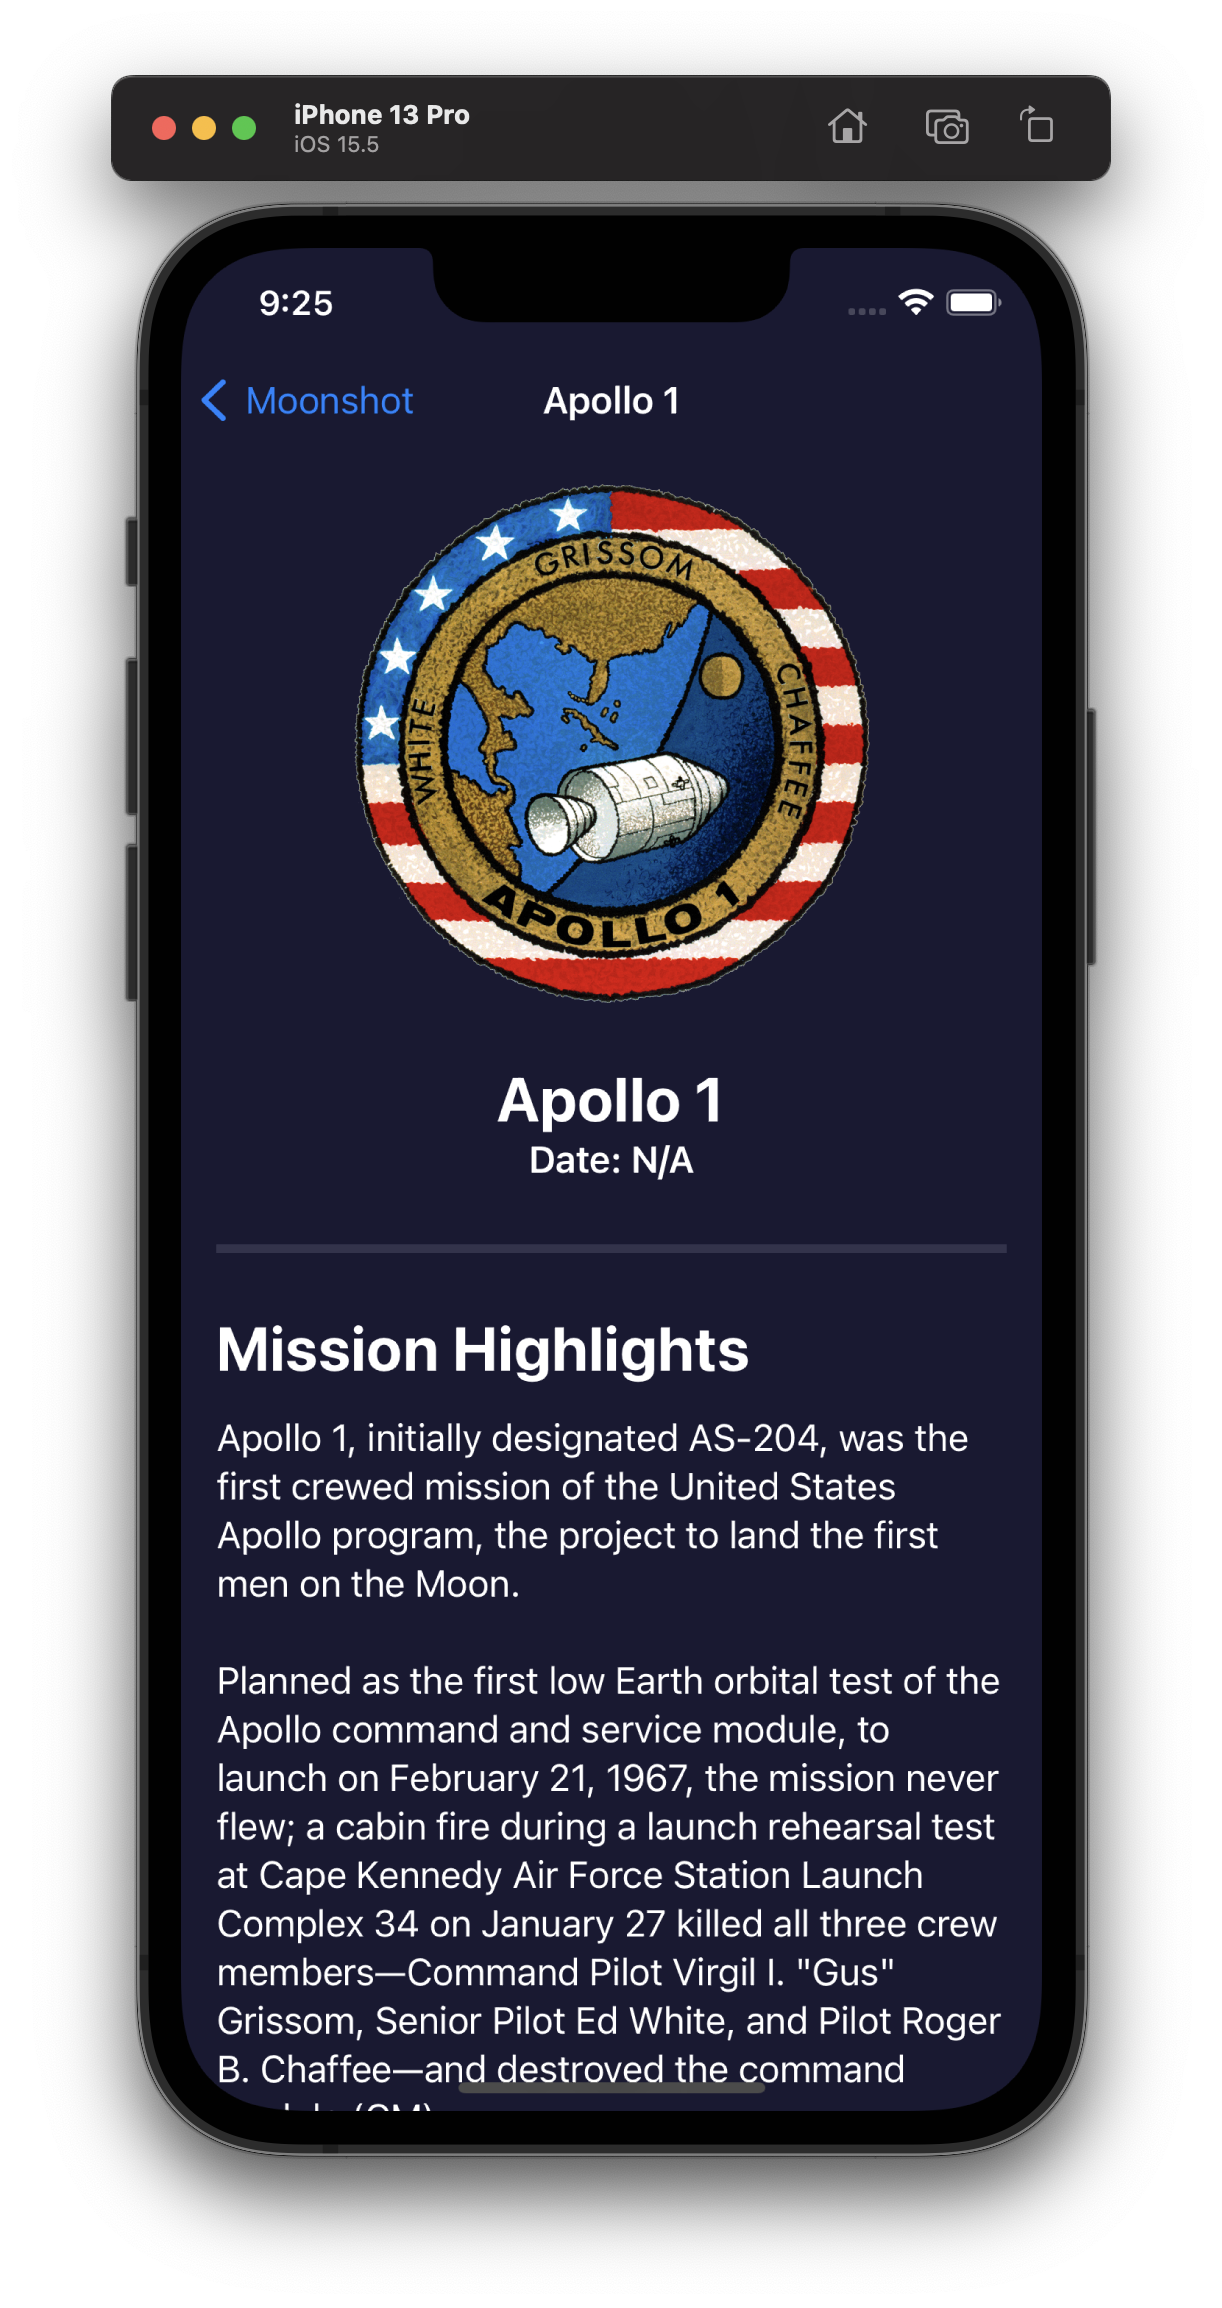 iPhone 13 Pro
iOS 15.5
9:25
Moonshot
Apollo 1
GRISSOM
WHITE
CHAFFEE
APOLLO 1
Apollo 1
Date: N/A
Mission Highlights
Apollo 1, initially designated AS-204, was the
first crewed mission of the United States
Apollo program, the project to land the first
men on the Moon.
Planned as the first low Earth orbital test of the
Apollo command and service module, to
launch on February 21, 1967, the mission never
flew; a cabin fire during a launch rehearsal test
at Cape Kennedy Air Force Station Launch
Complex 34 on January 27 killed all three crew
members—Command Pilot Virgil I. "Gus"
Grissom, Senior Pilot Ed White, and Pilot Roger
B. Chaffee—and destroyed the command